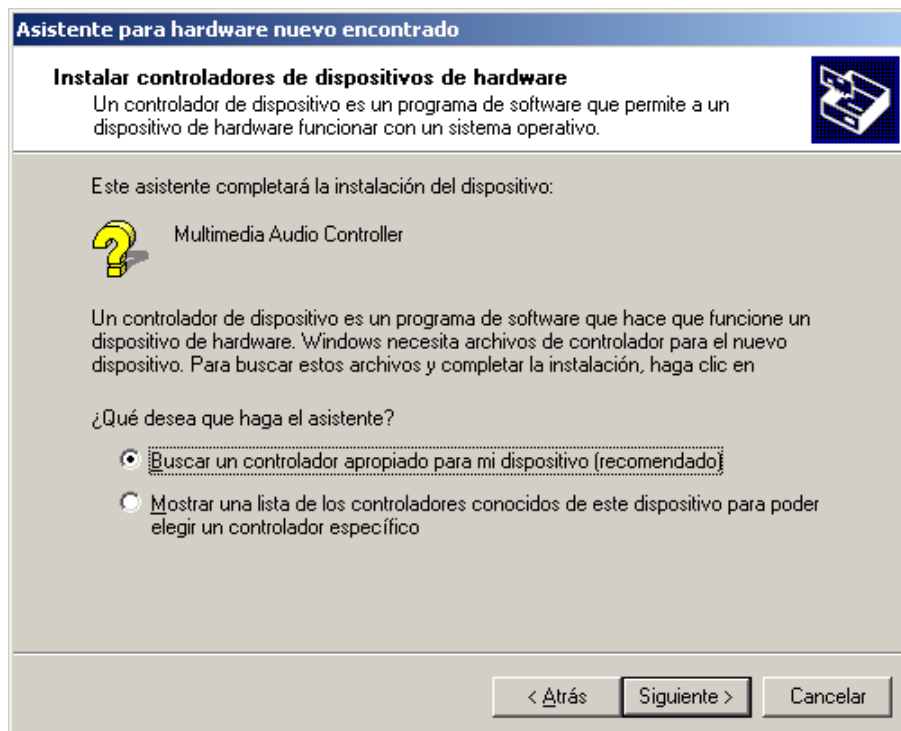 Asistente para hardware nuevo encontrado
Instalar controladores de dispositivos de hardware
Un controlador de dispositivo es un programa de software que permite a un
dispositivo de hardware funcionar con un sistema operativo.
Este asistente completará la instalación del dispositivo:
Multimedia Audio Controller
Un controlador de dispositivo es un programa de software que hace que funcione un
dispositivo de hardware. Windows necesita archivos de controlador para el nuevo
dispositivo. Para buscar estos archivos y completar la instalación, haga clic en
¿Qué desea que haga el asistente?
Buscar un controlador apropiado para mi dispositivo (recomendado)
Mostrar una lista de los controladores conocidos de este dispositivo para poder
elegir un controlador específico
< Atrás
Siguiente >
Cancelar